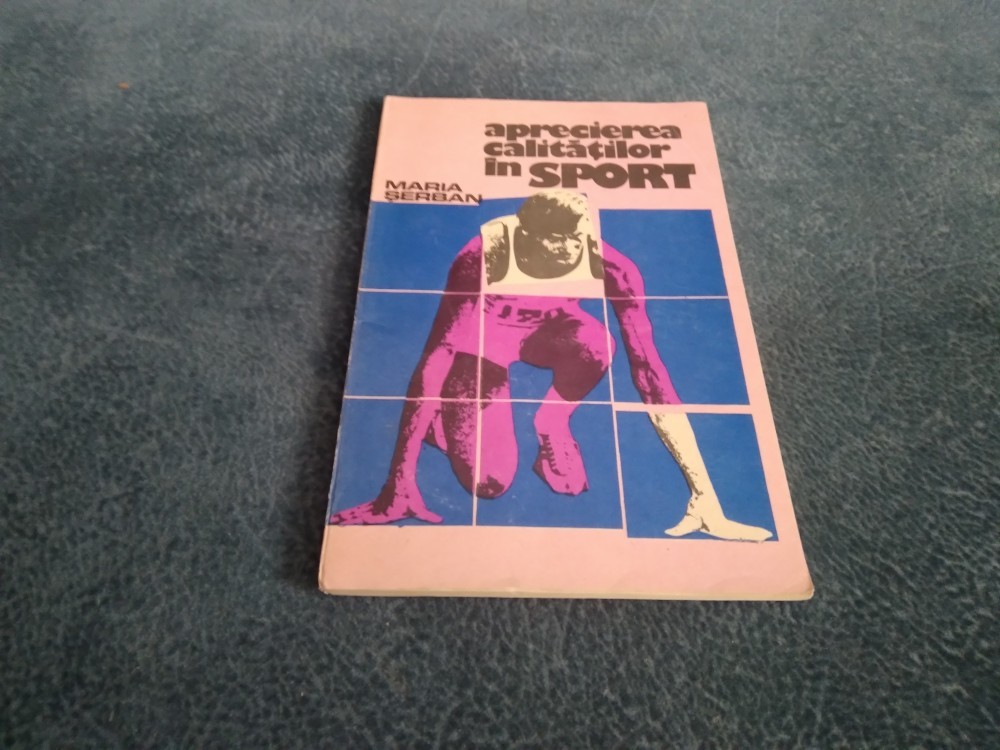 aprecierea
calităţilor
în SPORT
MARIA
ŞERBAN